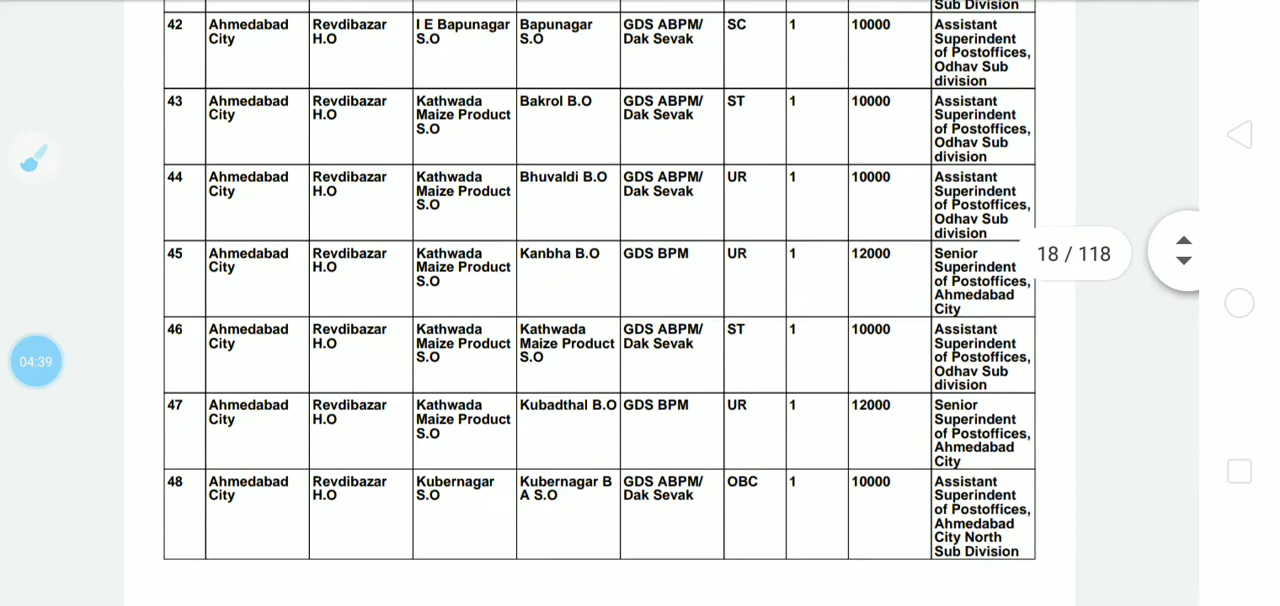 Sub Division
42 Ahmedabad Revdibazar I E Bapunagar Bapunagar GDS ABPM/ SC 1 10000 Assistant
City H.O S.O S.O Dak Sevak Superindent
of Postoffices,
Odhav Sub
division
43 Ahmedabad Revdibazar Kathwada Bakrol B.O GDS ABPM/ ST 1 10000 Assistant
City H.O Maize Product Dak Sevak Superindent
S.O of Postoffices,
Odhav Sub
division
44 Ahmedabad Revdibazar Kathwada Bhuvaldi B.O GDS ABPM/ UR 1 10000 Assistant
City H.O Maize Product Dak Sevak Superindent
S.O of Postoffices,
Odhav Sub
division
45 Ahmedabad Revdibazar Kathwada Kanbha B.O GDS BPM UR 1 12000 Senior
City H.O Maize Product Superindent
S.O of Postoffices,
Ahmedabad
City
18 / 118
46 Ahmedabad Revdibazar Kathwada Kathwada GDS ABPM/ ST 1 10000 Assistant
City H.O Maize Product Maize Product Dak Sevak Superindent
S.O S.O of Postoffices,
Odhav Sub
division
04:39
47 Ahmedabad Revdibazar Kathwada Kubadthal B.O GDS BPM UR 1 12000 Senior
City H.O Maize Product Superindent
S.O of Postoffices,
Ahmedabad
City
48 Ahmedabad Revdibazar Kubernagar Kubernagar B GDS ABPM/ OBC 1 10000 Assistant
City H.O S.O A S.O Dak Sevak Superindent
of Postoffices,
Ahmedabad
City North
Sub Division